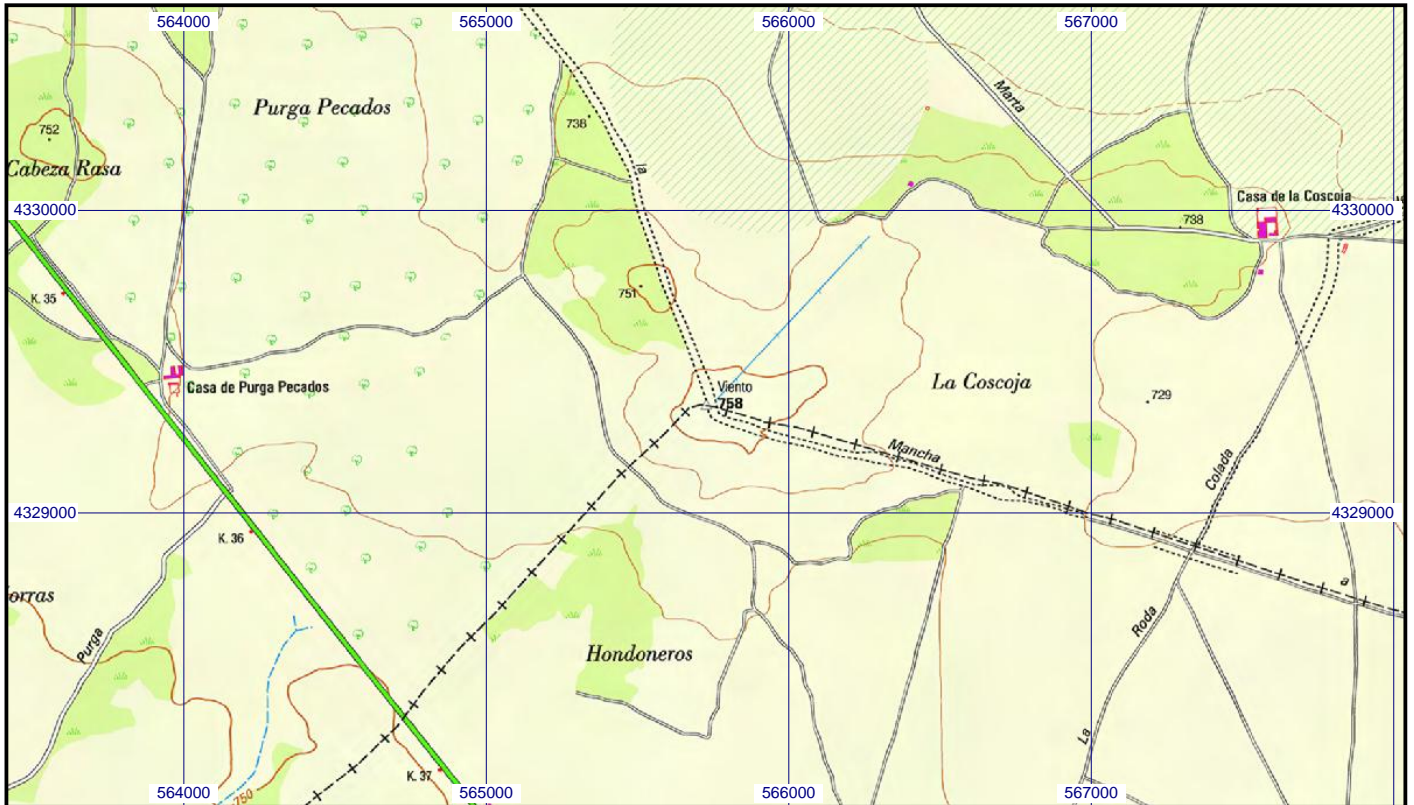 564000
565000
566000
567000
Marra
Purga Pecados
752
738
la
Cabeza Rasa
Casa de la Coscoja
4330000
4330000
738
K. 35
751
Casa de Purga Pecados
Viento
758
La Coscoja
729
Mancha
Colada
4329000
4329000
K. 36
a
orras
Purga
Roda
Hondoneros
La
K. 37
750
564000
565000
566000
567000